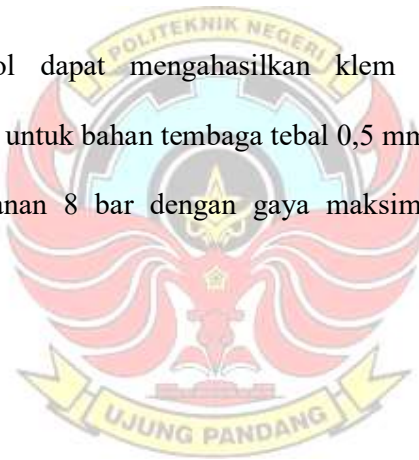 POLITEKNIK NEGERI
ol dapat mengahasilkan klem
untuk bahan tembaga tebal 0,5 mm
anan 8 bar dengan gaya maksim
UJUNG PANDANG